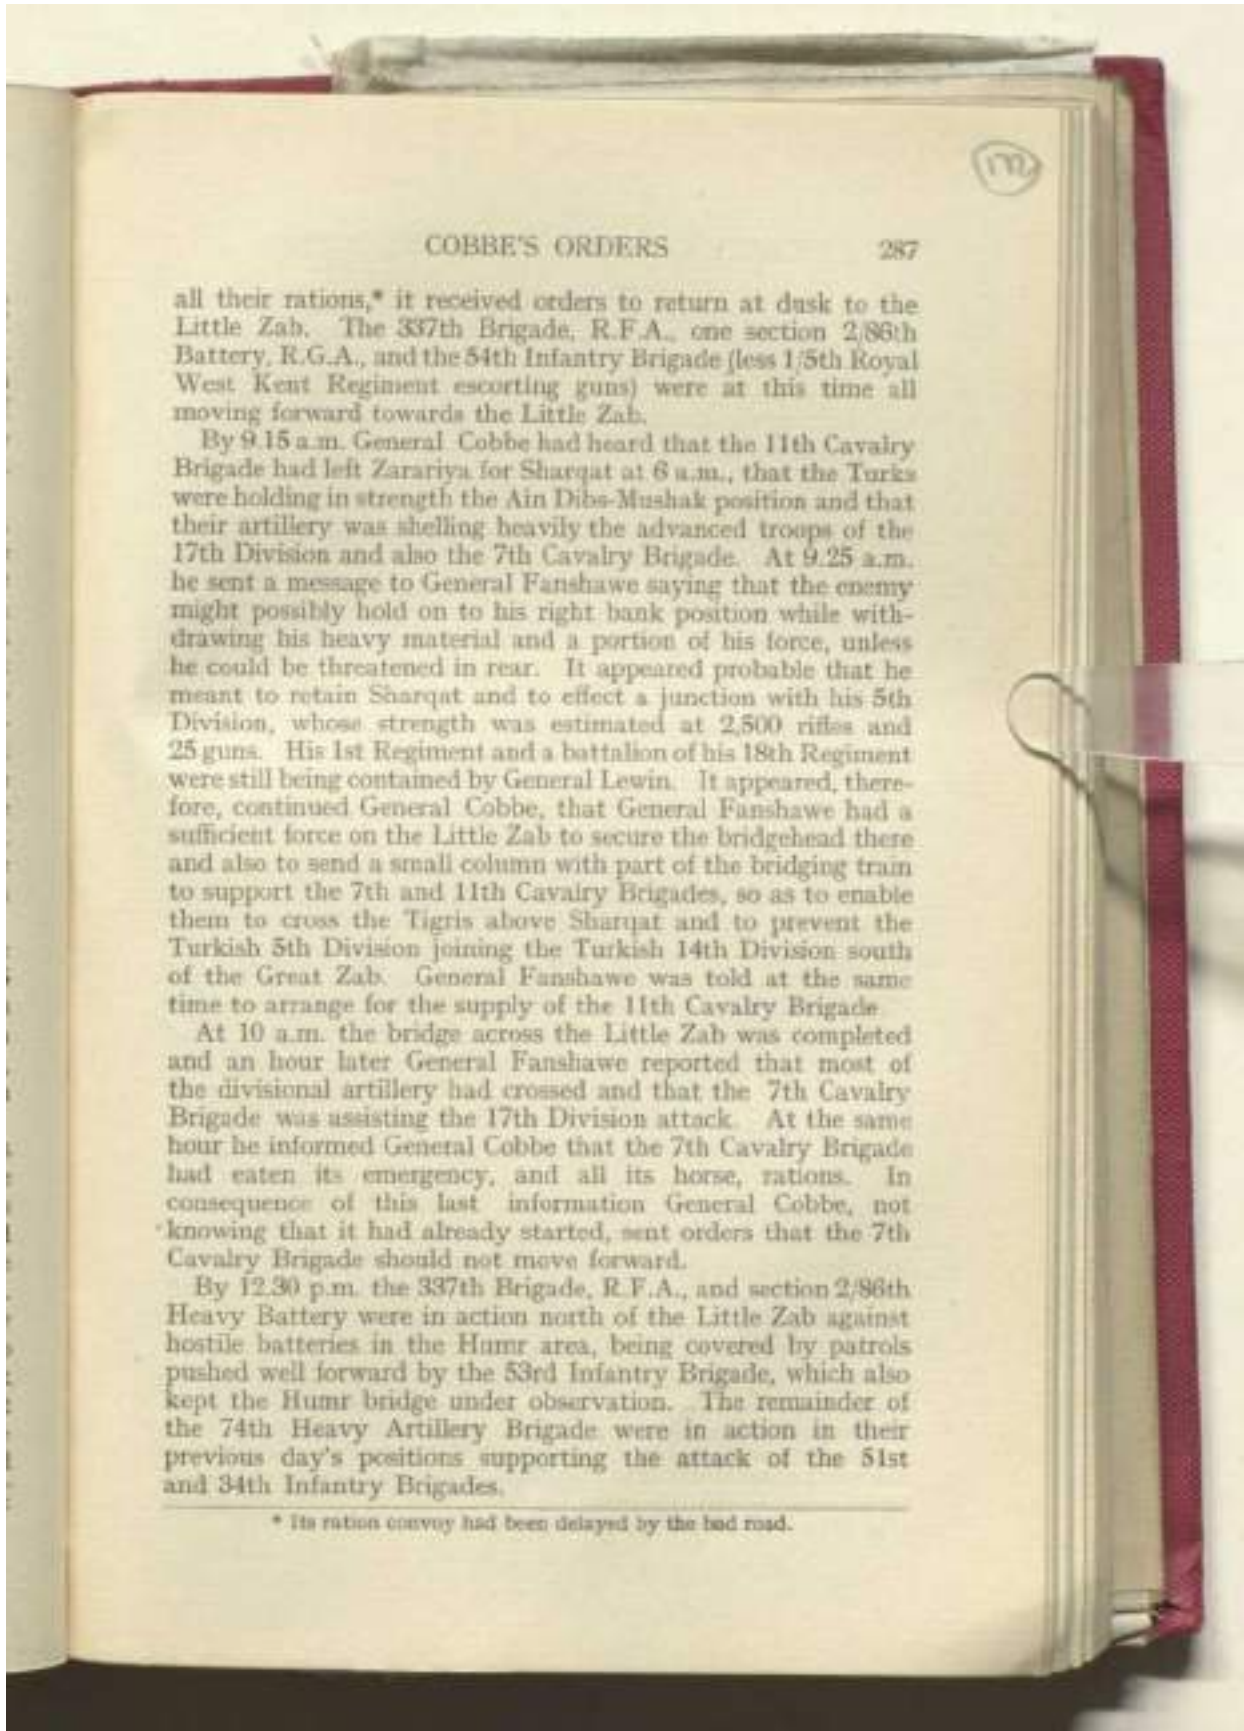 172
COBBE'S ORDERS 287
all their rations,* it received orders to return at dusk to the
Little Zab. The 337th Brigade, R.F.A., one section 2/86th
Battery, R.G.A., and the 54th Infantry Brigade (less 1/5th Royal
West Kent Regiment escorting guns) were at this time all
moving forward towards the Little Zab.
By 9.15 a.m. General Cobbe had heard that the 11th Cavalry
Brigade had left Zarariya for Sharqat at 6 a.m., that the Turks
were holding in strength the Ain Dibs-Mushak position and that
their artillery was shelling heavily the advanced troops of the
17th Division and also the 7th Cavalry Brigade. At 9.25 a.m.
he sent a message to General Fanshawe saying that the enemy
might possibly hold on to his right bank position while with-
drawing his heavy material and a portion of his force, unless
he could be threatened in rear. It appeared probable that he
meant to retain Sharqat and to effect a junction with his 5th
Division, whose strength was estimated at 2,500 rifles and
25 guns. His 1st Regiment and a battalion of his 18th Regiment
were still being contained by General Lewin. It appeared, there-
fore, continued General Cobbe, that General Fanshawe had a
sufficient force on the Little Zab to secure the bridgehead there
and also to send a small column with part of the bridging train
to support the 7th and 11th Cavalry Brigades, so as to enable
them to cross the Tigris above Sharqat and to prevent the
Turkish 5th Division joining the Turkish 14th Division south
of the Great Zab. General Fanshawe was told at the same
time to arrange for the supply of the 11th Cavalry Brigade
At 10 a.m. the bridge across the Little Zab was completed
and an hour later General Fanshawe reported that most of
the divisional artillery had crossed and that the 7th Cavalry
Brigade was assisting the 17th Division attack. At the same
hour he informed General Cobbe that the 7th Cavalry Brigade
had eaten its emergency, and all its horse, rations. In
consequence of this last information General Cobbe, not
knowing that it had already started, sent orders that the 7th
Cavalry Brigade should not move forward.
By 12.30 p.m. the 337th Brigade, R.F.A., and section 2/86th
Heavy Battery were in action north of the Little Zab against
hostile batteries in the Humr area, being covered by patrols
pushed well forward by the 53rd Infantry Brigade, which also
kept the Humr bridge under observation. The remainder of
the 74th Heavy Artillery Brigade were in action in their
previous day's positions supporting the attack of the 51st
and 34th Infantry Brigades.
* Its ration convoy had been delayed by the bad road.